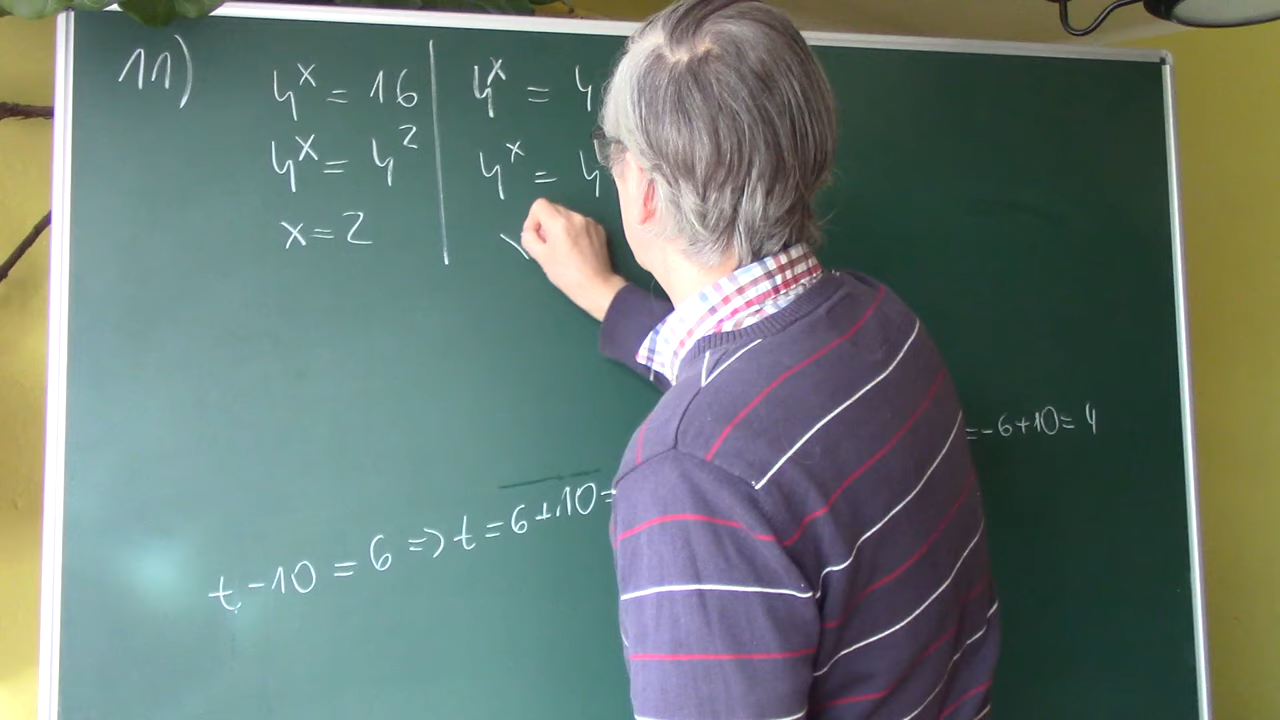 11)
4ˣ = 16
4ˣ = 4²
x = 2
4ˣ = 4
4ˣ = 4
t - 10 = 6 => t = 6 + 10 =
= -6 + 10 = 4